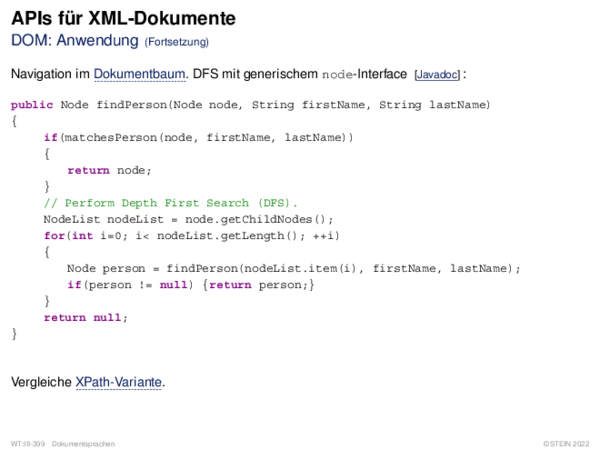 APIs für XML-Dokumente
DOM: Anwendung (Fortsetzung)
Navigation im Dokumentbaum. DFS mit generischem node-Interface [Javadoc] :
public Node findPerson(Node node, String firstName, String lastName)
{
if(matchesPerson(node, firstName, lastName))
{
return node;
}
// Perform Depth First Search (DFS).
NodeList nodeList = node.getChildNodes();
for(int i=0; i< nodeList.getLength(); ++i)
{
Node person = findPerson(nodeList.item(i), firstName, lastName);
if(person != null) {return person;}
}
return null;
}
Vergleiche XPath-Variante.
WT:III-399 Dokumentsprachen ©STEIN 2022